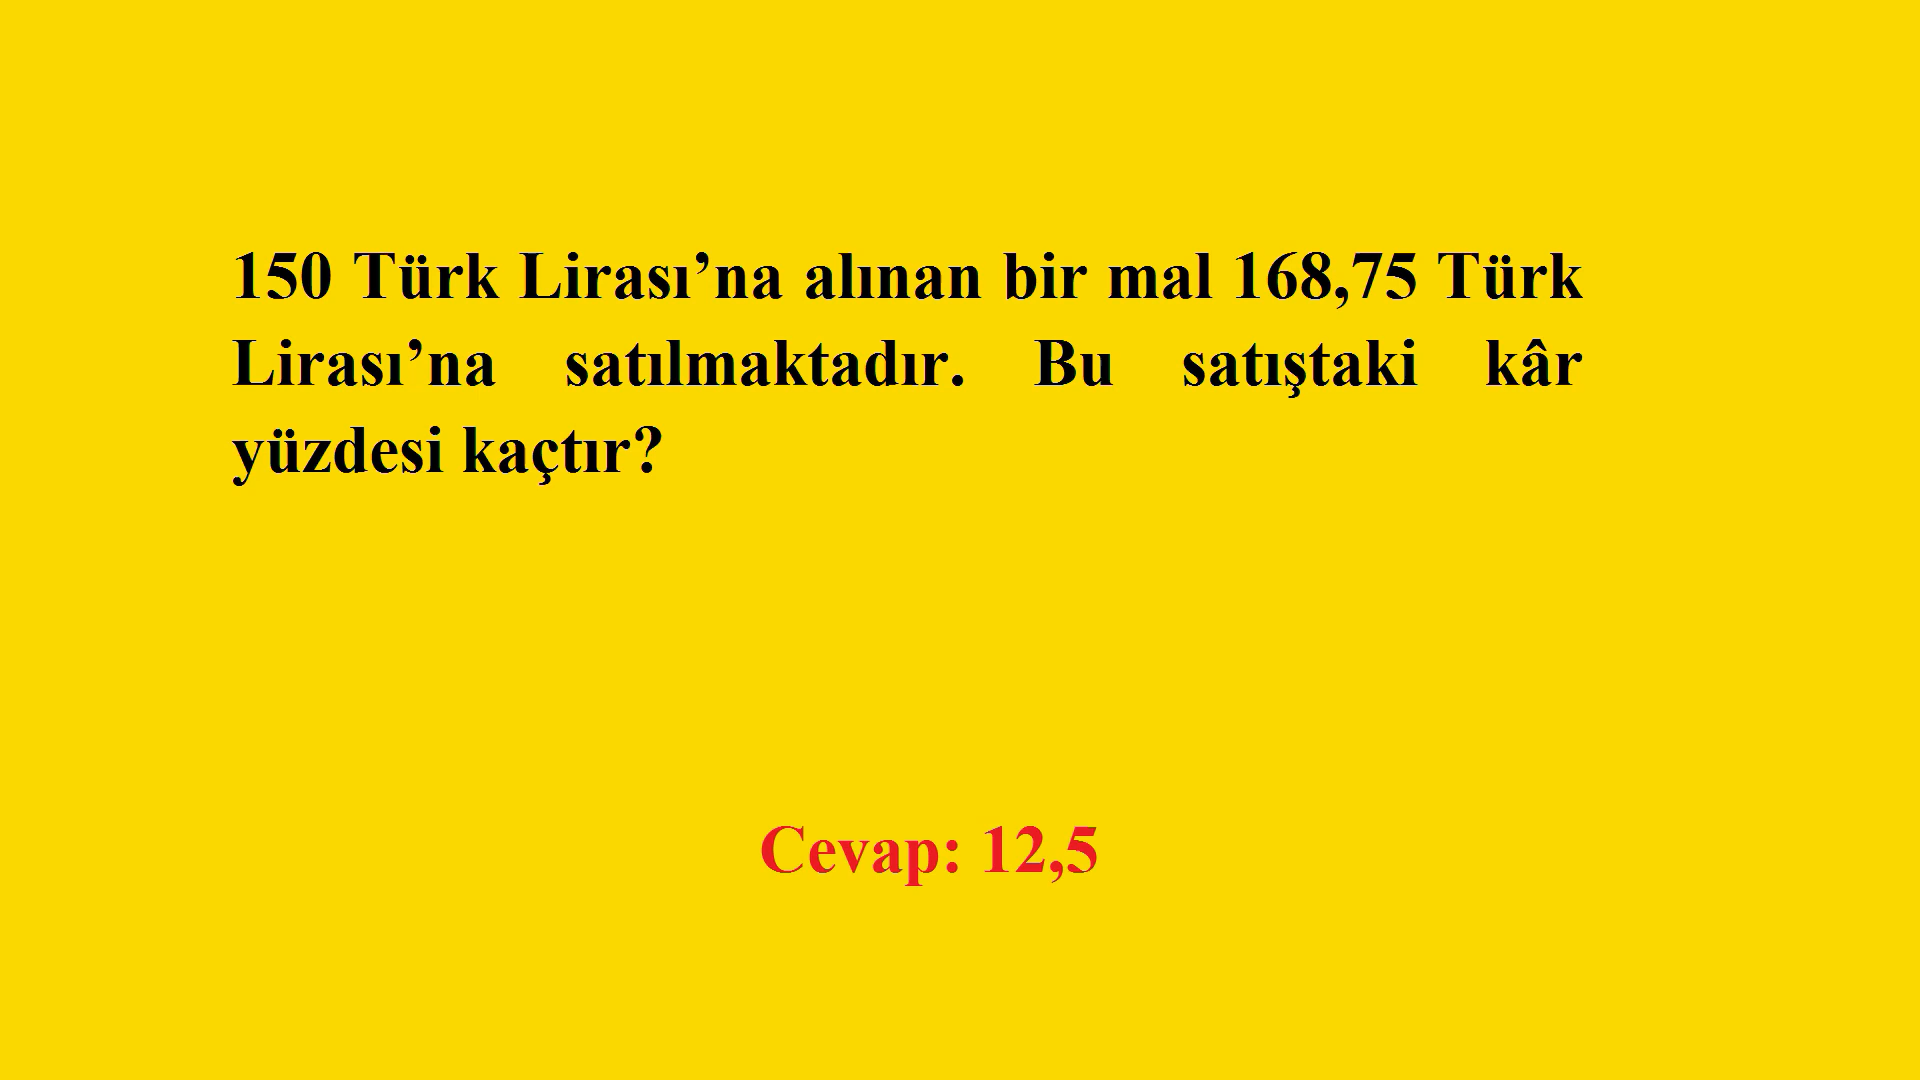 150 Türk Lirası’na alınan bir mal 168,75 Türk
Lirası’na satılmaktadır. Bu satıştaki kâr
yüzdesi kaçtır?
Cevap: 12,5